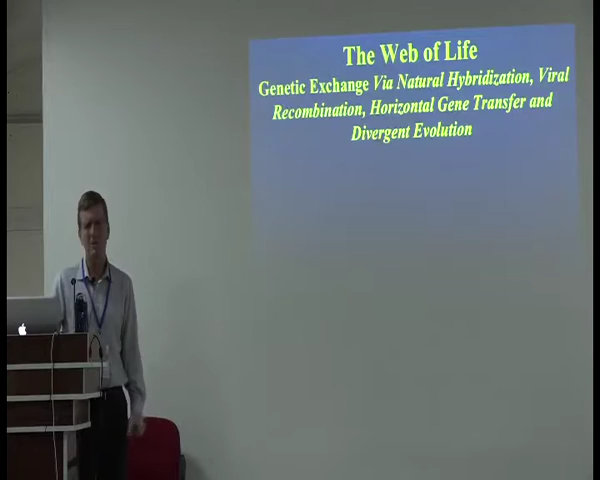 The Web of Life
Genetic Exchange Via Natural Hybridization, Viral
Recombination, Horizontal Gene Transfer and
Divergent Evolution